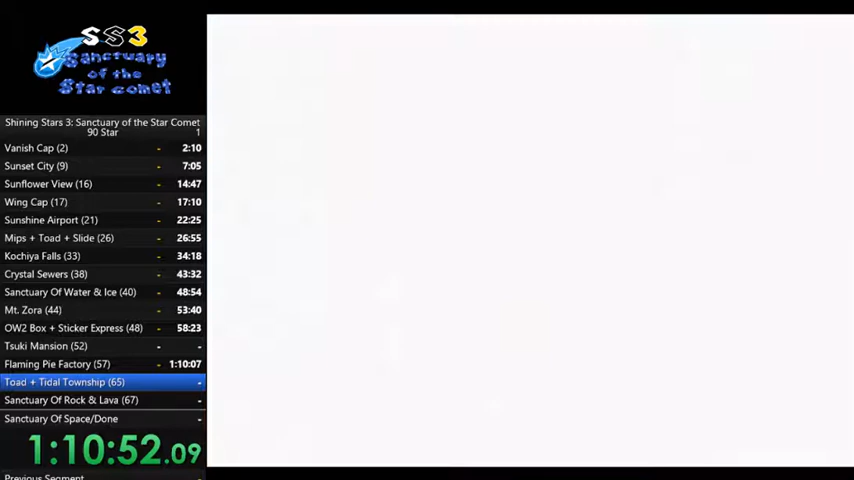 SS3
Sanctuary
of the
Star Comet
Shining Stars 3: Sanctuary of the Star Comet
90 Star 1
Vanish Cap (2) - 2:10
Sunset City (9) - 7:05
Sunflower View (16) - 14:47
Wing Cap (17) - 17:10
Sunshine Airport (21) - 22:25
Mips + Toad + Slide (26) - 26:55
Kochiya Falls (33) - 34:18
Crystal Sewers (38) - 43:32
Sanctuary Of Water & Ice (40) - 48:54
Mt. Zora (44) - 53:40
OW2 Box + Sticker Express (48) - 58:23
Tsuki Mansion (52) - -
Flaming Pie Factory (57) - 1:10:07
Toad + Tidal Township (65) -
Sanctuary Of Rock & Lava (67) -
Sanctuary Of Space/Done -
1:10:52.09
Previous Segment -